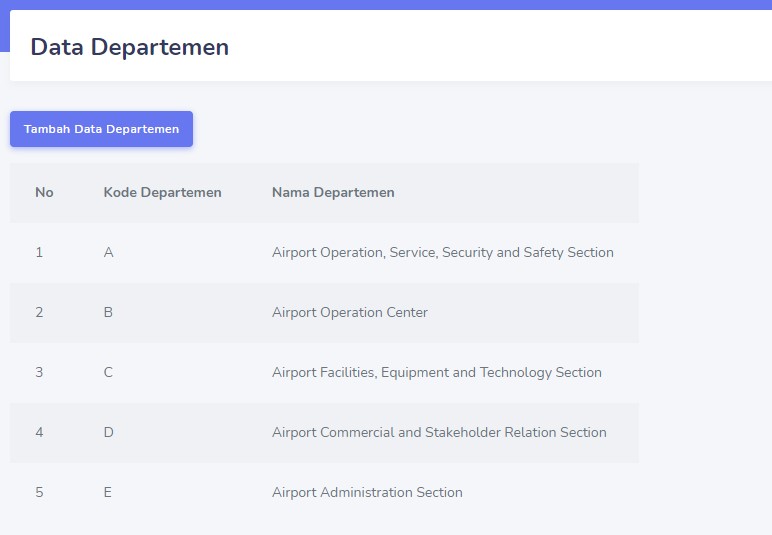 Data Departemen
Tambah Data Departemen
No Kode Departemen Nama Departemen
1 A Airport Operation, Service, Security and Safety Section
2 B Airport Operation Center
3 C Airport Facilities, Equipment and Technology Section
4 D Airport Commercial and Stakeholder Relation Section
5 E Airport Administration Section